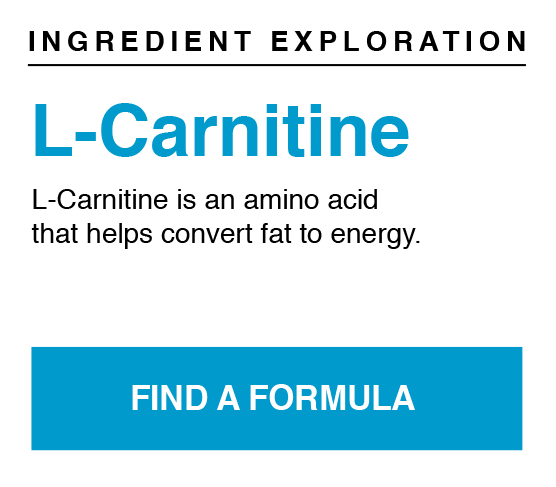 INGREDIENT EXPLORATION
L-Carnitine
L-Carnitine is an amino acid
that helps convert fat to energy.
FIND A FORMULA